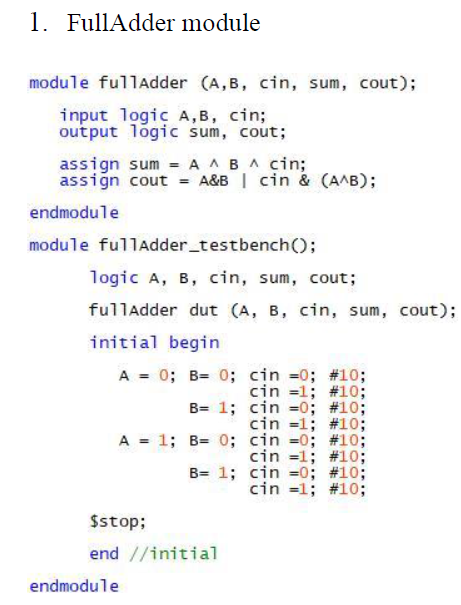 1. FullAdder module
module fullAdder (A,B, cin, sum, cout);
input logic A,B, cin;
output logic sum, cout;
assign sum = A ^ B ^ cin;
assign cout = A&B | cin & (A^B);
endmodule
module fullAdder_testbench();
logic A, B, cin, sum, cout;
fullAdder dut (A, B, cin, sum, cout);
initial begin
A = 0; B= 0; cin =0; #10;
cin =1; #10;
B= 1; cin =0; #10;
cin =1; #10;
A = 1; B= 0; cin =0; #10;
cin =1; #10;
B= 1; cin =0; #10;
cin =1; #10;
$stop;
end //initial
endmodule